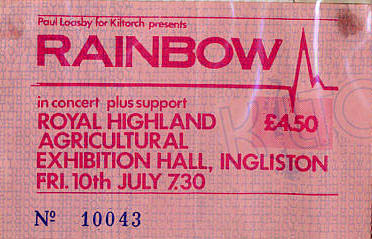 Paul Loasby for Kiltorch presents
RAINBOW
in concert plus support
ROYAL HIGHLAND £4.50
AGRICULTURAL
EXHIBITION HALL, INGLISTON
FRI. 10th JULY 7.30
Nº 10043